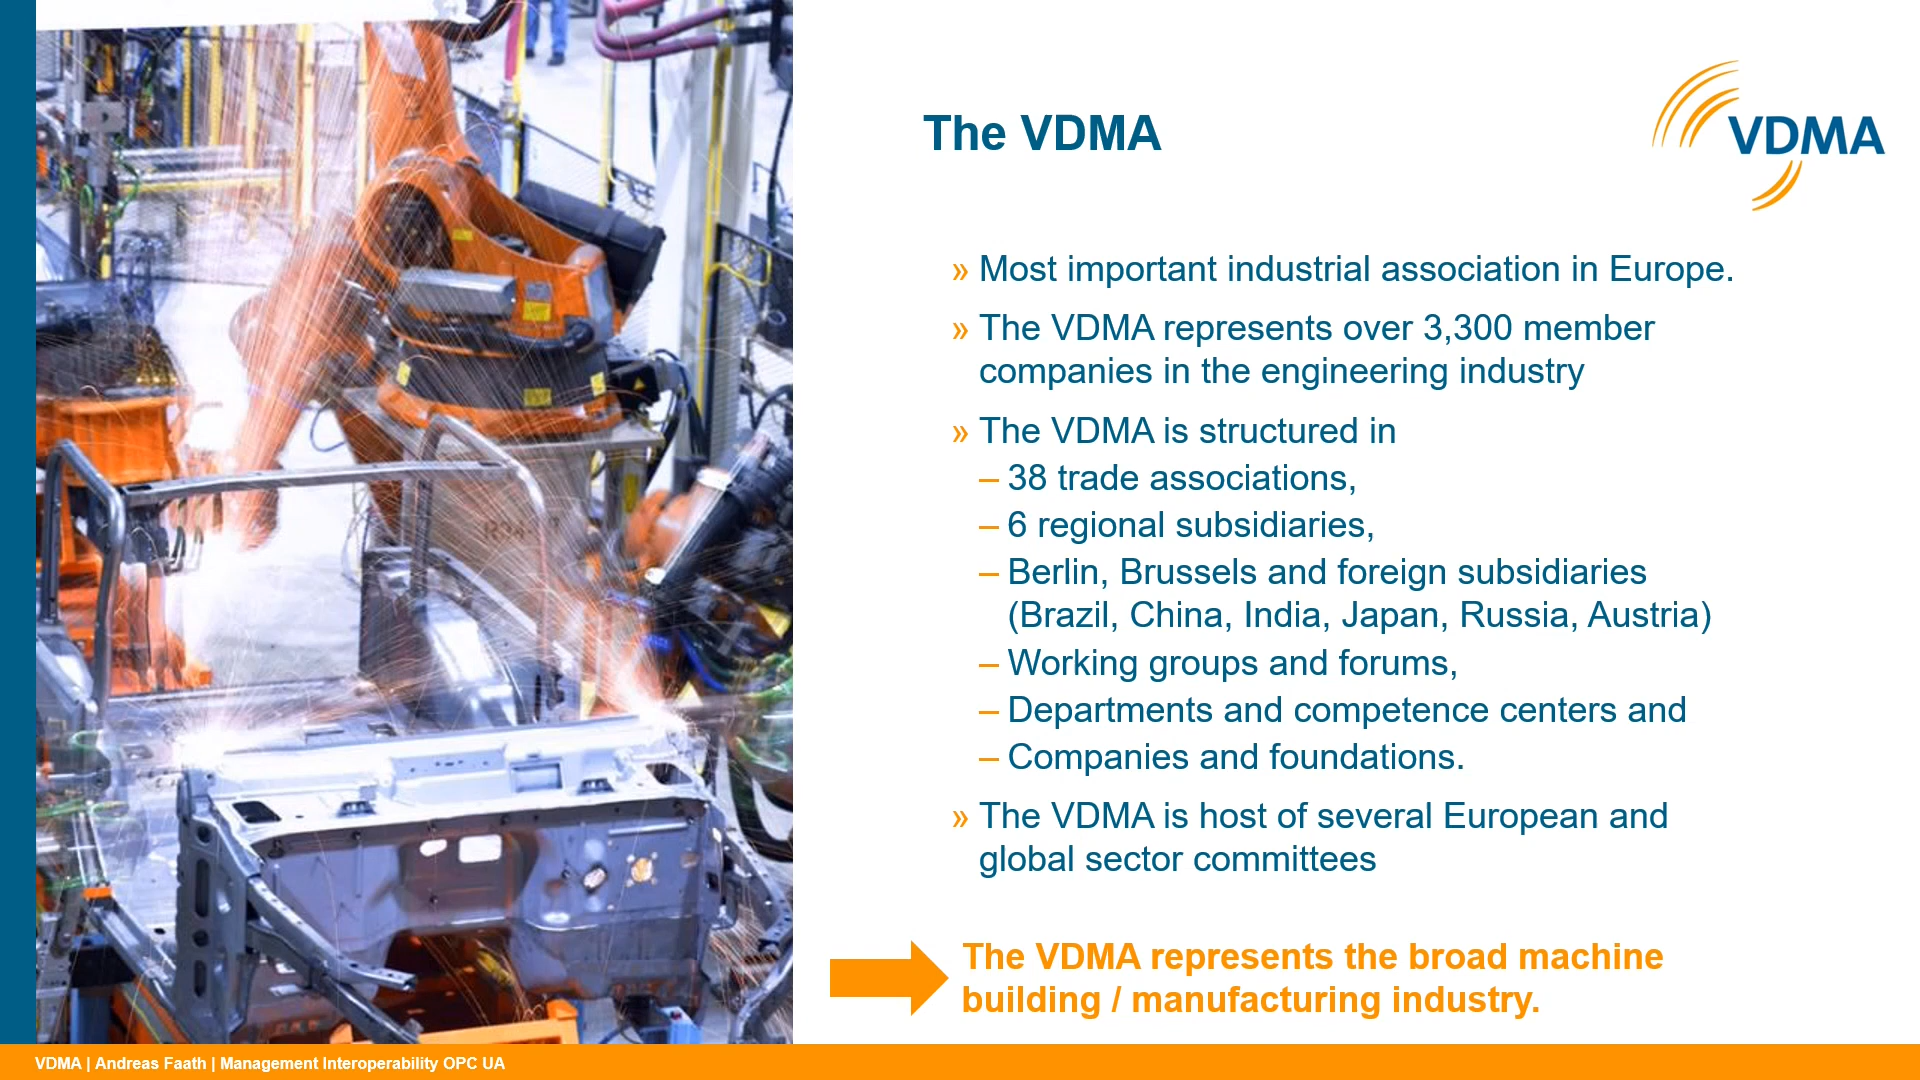 The VDMA
VDMA
» Most important industrial association in Europe.
» The VDMA represents over 3,300 member
companies in the engineering industry
» The VDMA is structured in
– 38 trade associations,
– 6 regional subsidiaries,
– Berlin, Brussels and foreign subsidiaries
(Brazil, China, India, Japan, Russia, Austria)
– Working groups and forums,
– Departments and competence centers and
– Companies and foundations.
» The VDMA is host of several European and
global sector committees
The VDMA represents the broad machine
building / manufacturing industry.
VDMA | Andreas Faath | Management Interoperability OPC UA